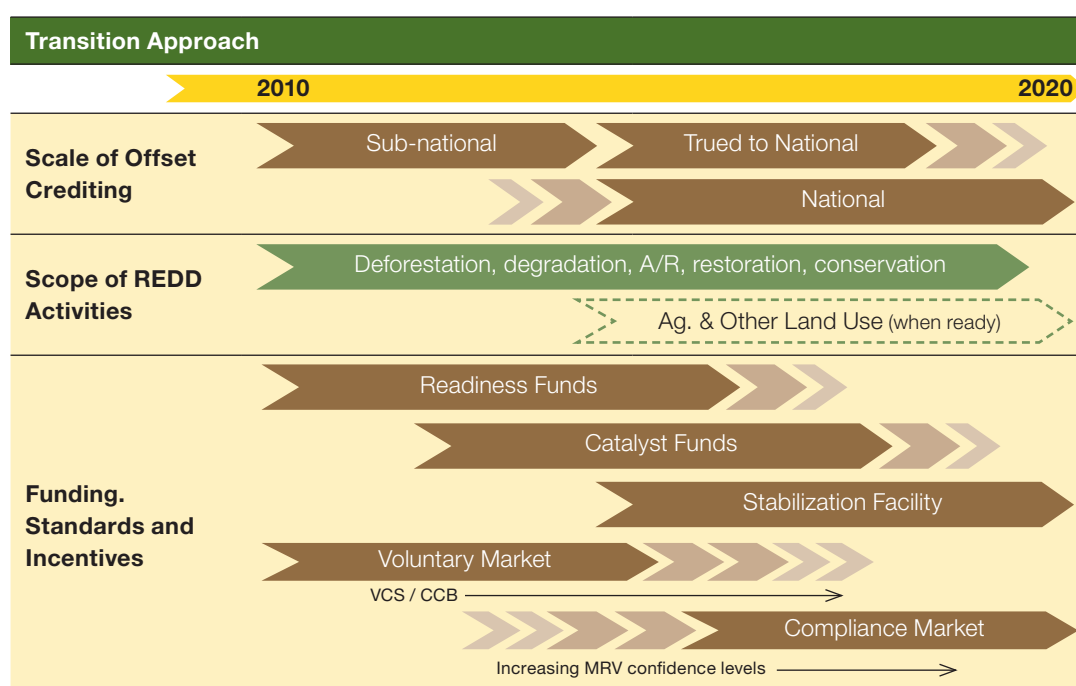 Transition Approach
2010 2020
Scale of Offset
Crediting
Sub-national
Trued to National
National
Scope of REDD
Activities
Deforestation, degradation, A/R, restoration, conservation
Ag. & Other Land Use (when ready)
Funding.
Standards and
Incentives
Readiness Funds
Catalyst Funds
Stabilization Facility
Voluntary Market
VCS / CCB
Compliance Market
Increasing MRV confidence levels